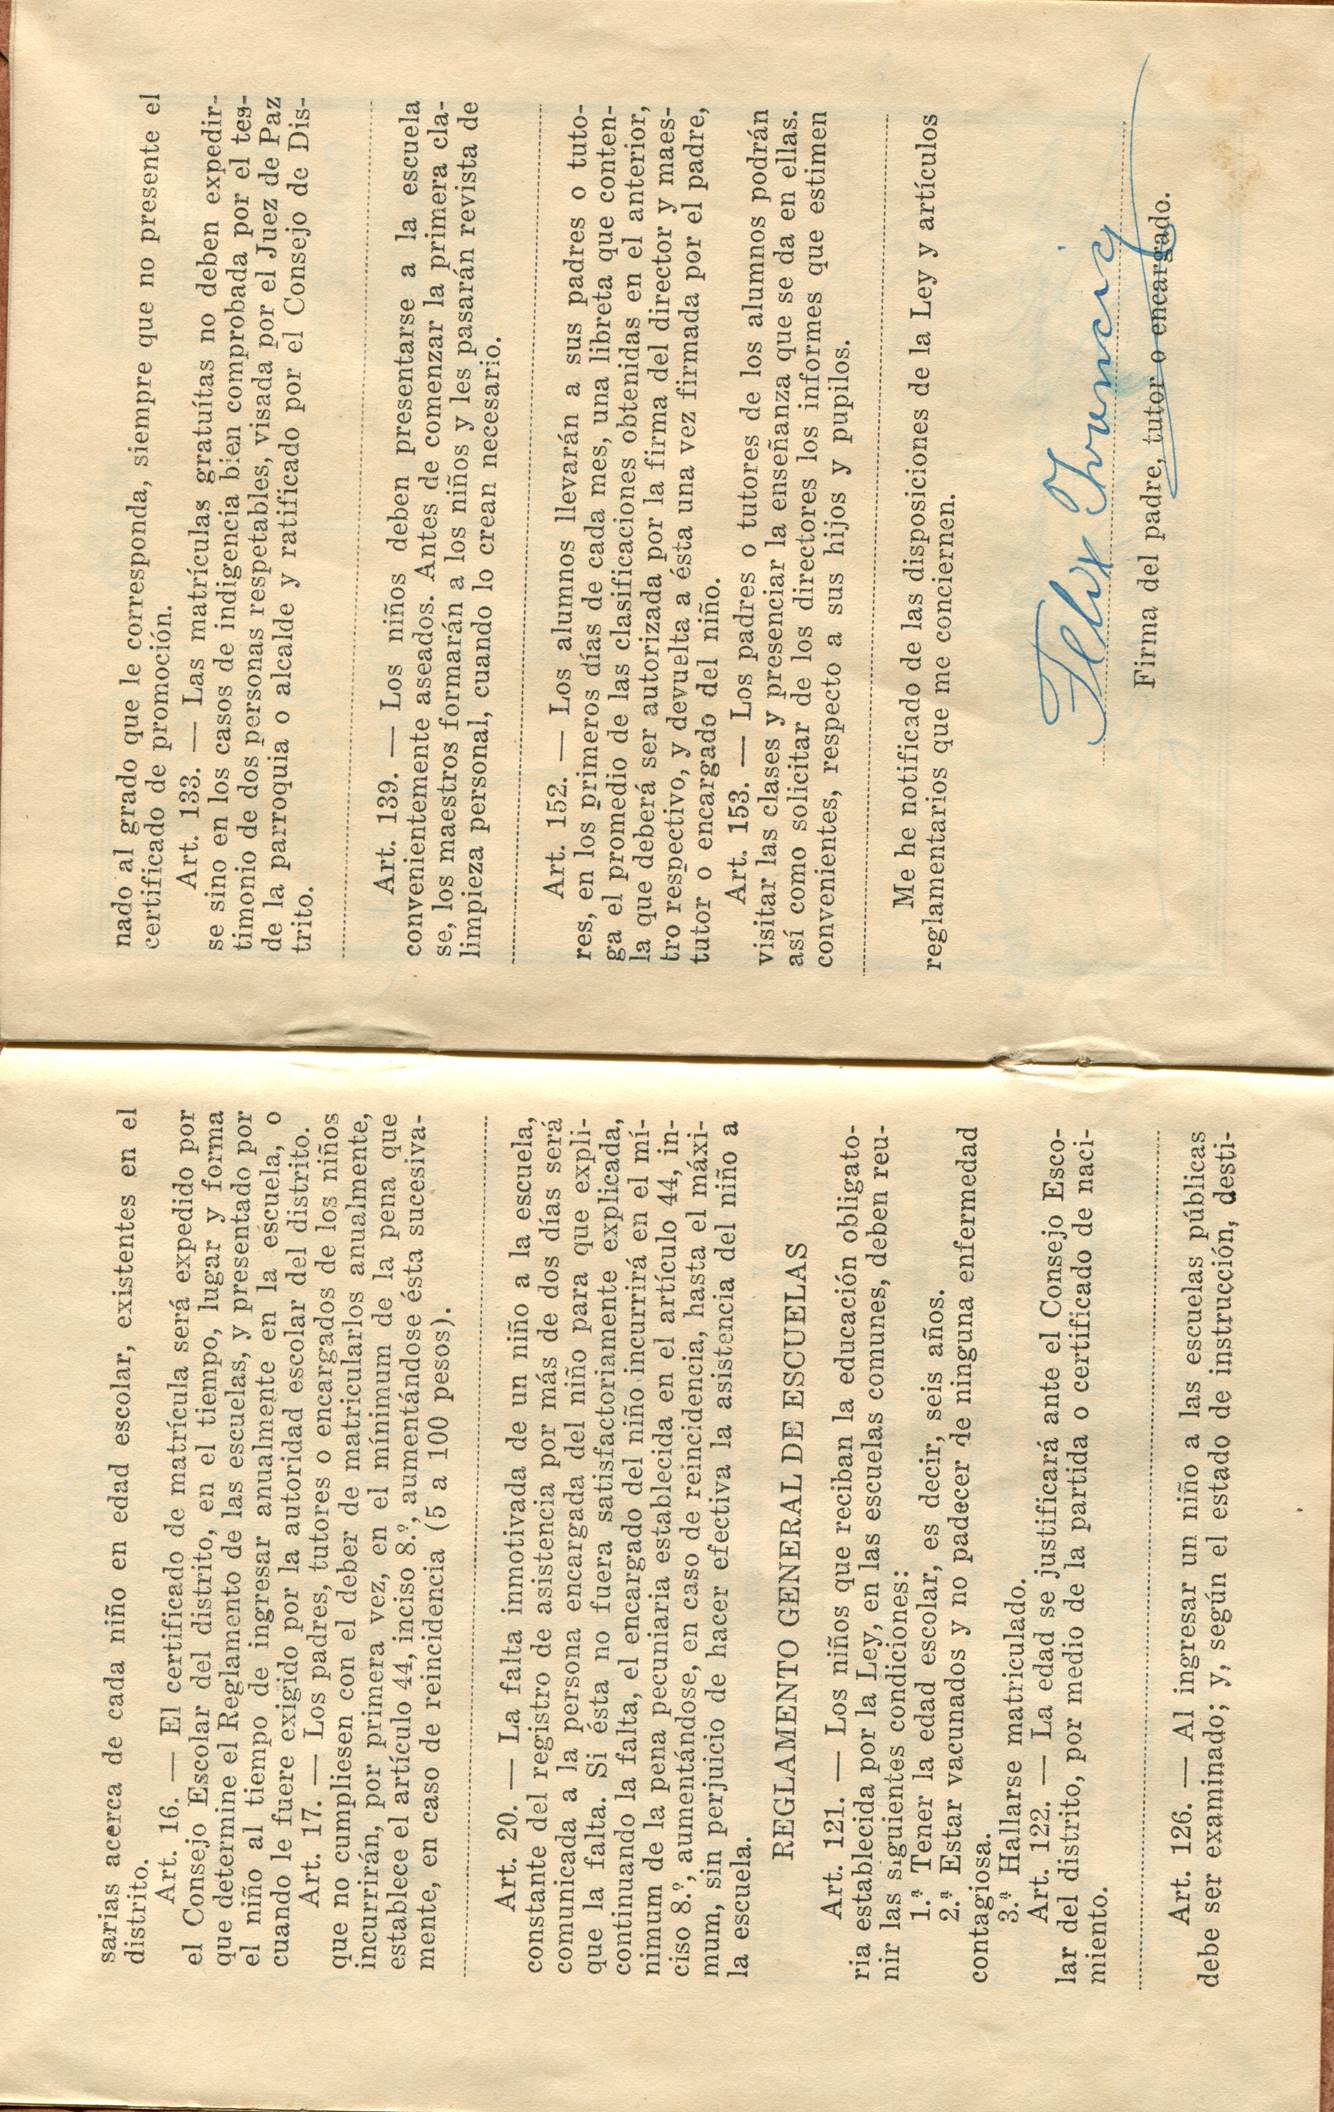 sarias acerca de cada niño en edad escolar, existentes en el
distrito.
Art. 16. — El certificado de matrícula será expedido por
el Consejo Escolar del distrito, en el tiempo, lugar y forma
que determine el Reglamento de las escuelas, y presentado por
el niño al tiempo de ingresar anualmente en la escuela, o
cuando le fuere exigido por la autoridad escolar del distrito.
Art. 17. — Los padres, tutores o encargados de los niños
que no cumpliesen con el deber de matricularlos anualmente,
incurrirán, por primera vez, en el mínimum de la pena que
establece el artículo 44, inciso 8.º, aumentándose ésta sucesiva-
mente, en caso de reincidencia (5 a 100 pesos).
Art. 20. — La falta inmotivada de un niño a la escuela,
constante del registro de asistencia por más de dos días será
comunicada a la persona encargada del niño para que expli-
que la falta. Si ésta no fuera satisfactoriamente explicada,
continuando la falta, el encargado del niño incurrirá en el mí-
nimum de la pena pecuniaria establecida en el artículo 44, in-
ciso 8.º, aumentándose, en caso de reincidencia, hasta el máxi-
mum, sin perjuicio de hacer efectiva la asistencia del niño a
la escuela.
REGLAMENTO GENERAL DE ESCUELAS
Art. 121. — Los niños que reciban la educación obligato-
ria establecida por la Ley, en las escuelas comunes, deben reu-
nir las siguientes condiciones:
1.ª Tener la edad escolar, es decir, seis años.
2.ª Estar vacunados y no padecer de ninguna enfermedad
contagiosa.
3.ª Hallarse matriculado.
Art. 122. — La edad se justificará ante el Consejo Esco-
lar del distrito, por medio de la partida o certificado de naci-
miento.
Art. 126. — Al ingresar un niño a las escuelas públicas
debe ser examinado; y, según el estado de instrucción, desti-
nado al grado que le corresponda, siempre que no presente el
certificado de promoción.
Art. 133. — Las matrículas gratuítas no deben expedir-
se sino en los casos de indigencia bien comprobada por el tes-
timonio de dos personas respetables, visada por el Juez de Paz
de la parroquia o alcalde y ratificado por el Consejo de Dis-
trito.
Art. 139. — Los niños deben presentarse a la escuela
convenientemente aseados. Antes de comenzar la primera cla-
se, los maestros formarán a los niños y les pasarán revista de
limpieza personal, cuando lo crean necesario.
Art. 152. — Los alumnos llevarán a sus padres o tuto-
res, en los primeros días de cada mes, una libreta que conten-
ga el promedio de las clasificaciones obtenidas en el anterior,
la que deberá ser autorizada por la firma del director y maes-
tro respectivo, y devuelta a ésta una vez firmada por el padre,
tutor o encargado del niño.
Art. 153. — Los padres o tutores de los alumnos podrán
visitar las clases y presenciar la enseñanza que se da en ellas.
así como solicitar de los directores los informes que estimen
convenientes, respecto a sus hijos y pupilos.
Me he notificado de las disposiciones de la Ley y artículos
reglamentarios que me conciernen.
Felix
Firma del padre, tutor o encargado.